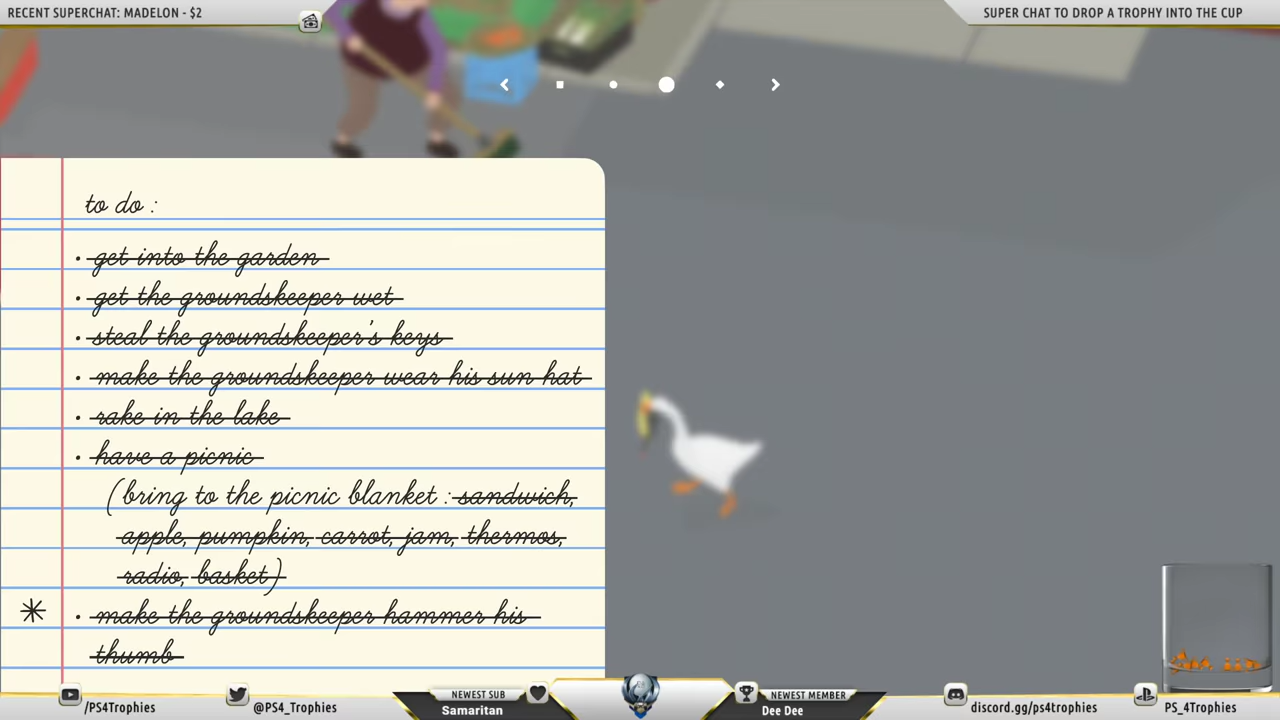 RECENT SUPERCHAT: MADELON - $2
SUPER CHAT TO DROP A TROPHY INTO THE CUP
to do :
• get into the garden
• get the groundskeeper wet
• steal the groundskeeper's keys
• make the groundskeeper wear his sun hat
• rake in the lake
• have a picnic
(bring to the picnic blanket : sandwich,
apple, pumpkin, carrot, jam, thermos,
radio, basket)
• make the groundskeeper hammer his
thumb
/PS4Trophies
@PS4_Trophies
NEWEST SUB
Samaritan
NEWEST MEMBER
Dee Dee
discord.gg/ps4trophies
PS_4Trophies